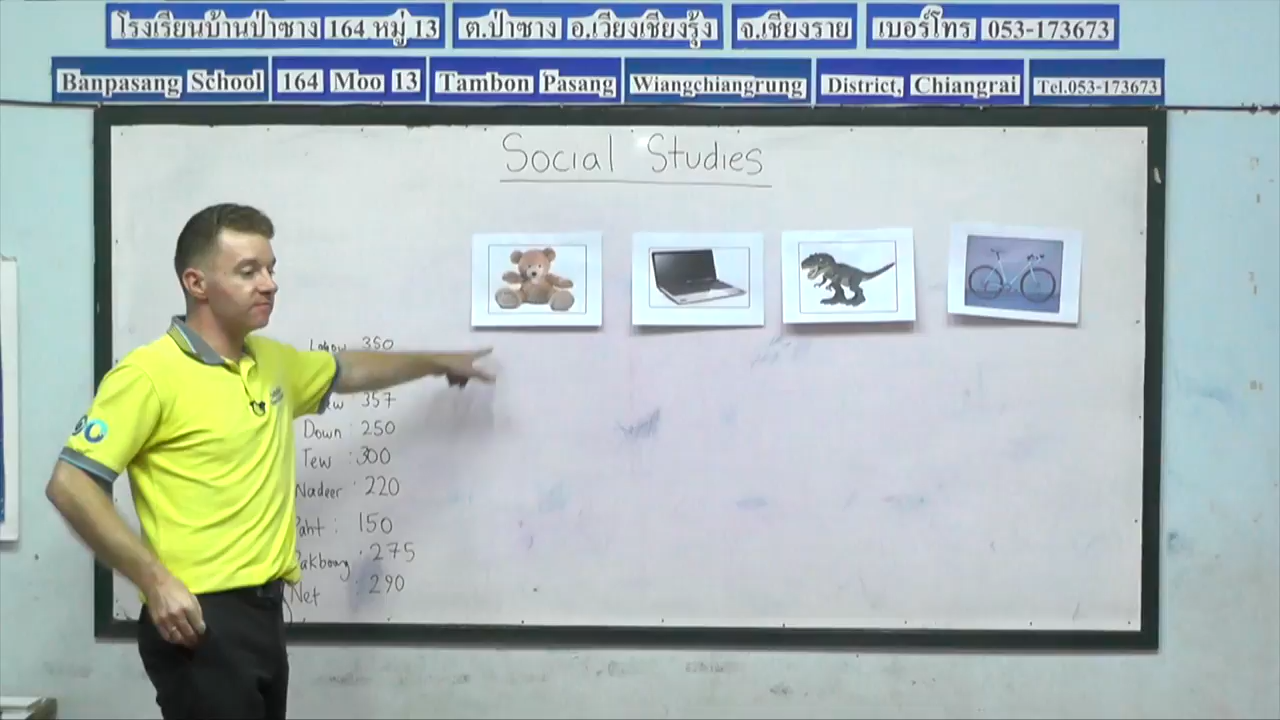 โรงเรียนบ้านป่าซาง 164 หมู่ 13 ต.ป่าซาง อ.เวียงเชียงรุ้ง จ.เชียงราย เบอร์โทร 053-173673
Banpasang School 164 Moo 13 Tambon Pasang Wiangchiangrung District, Chiangrai Tel.053-173673
Social Studies
350
357
Down : 250
Tew : 300
Nadeer : 220
Paht : 150
Pakboong : 275
Net : 290